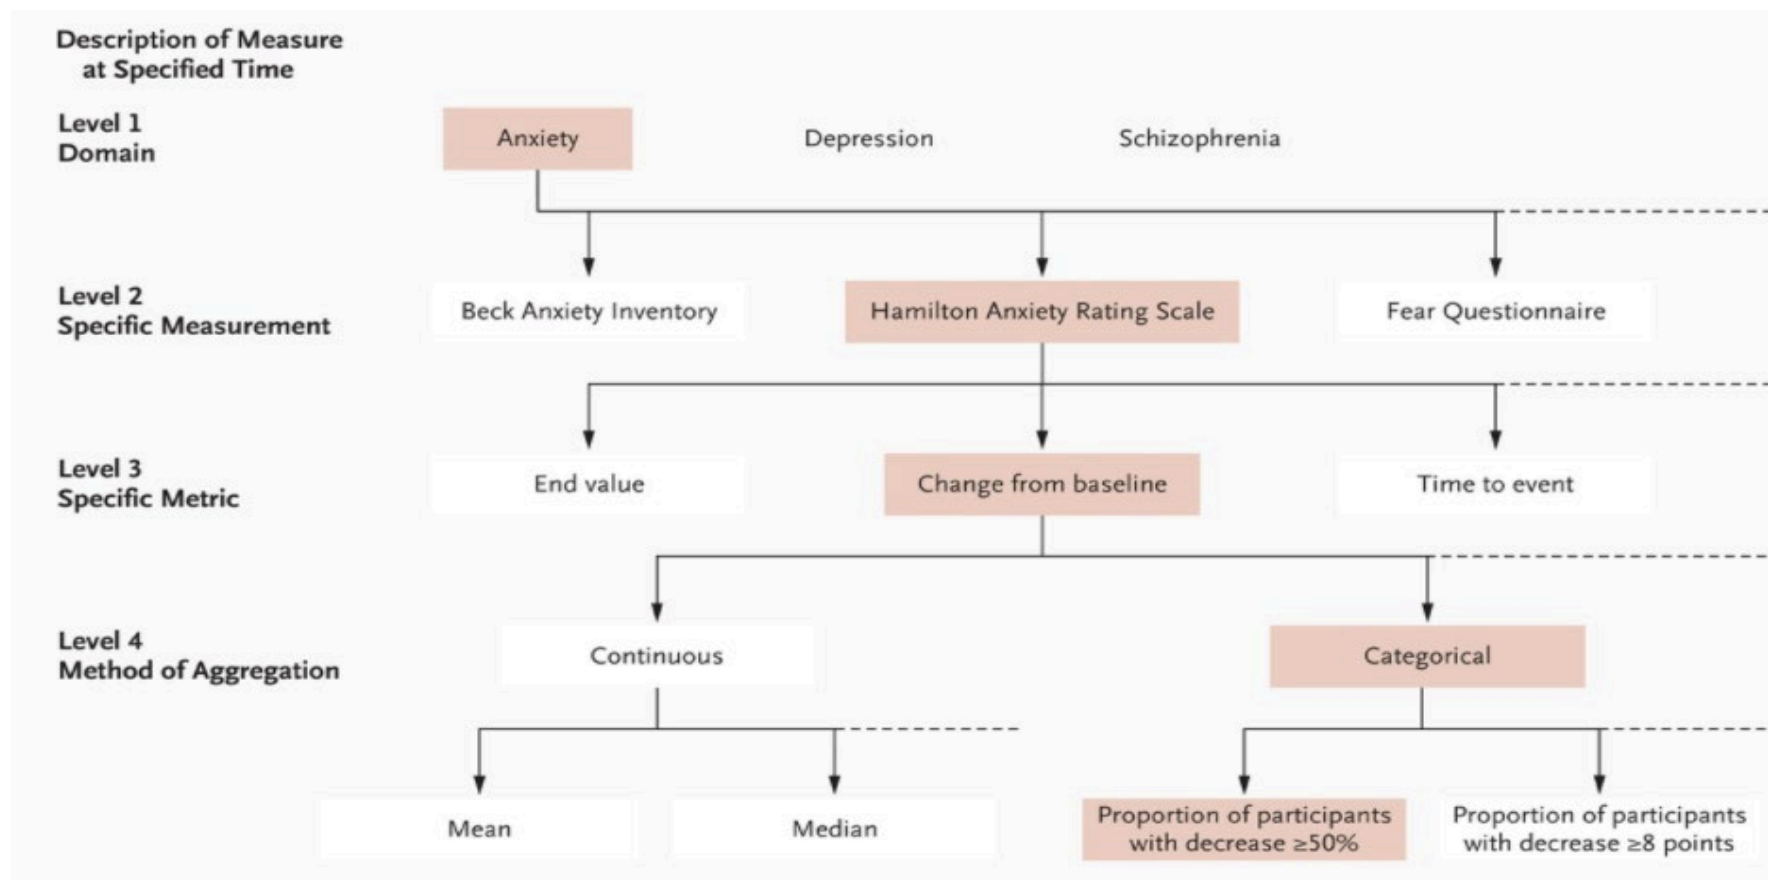 Description of Measure
at Specified Time
Level 1
Domain
Anxiety
Depression
Schizophrenia
Level 2
Specific Measurement
Beck Anxiety Inventory
Hamilton Anxiety Rating Scale
Fear Questionnaire
Level 3
Specific Metric
End value
Change from baseline
Time to event
Level 4
Method of Aggregation
Continuous
Categorical
Mean
Median
Proportion of participants
with decrease ≥50%
Proportion of participants
with decrease ≥8 points